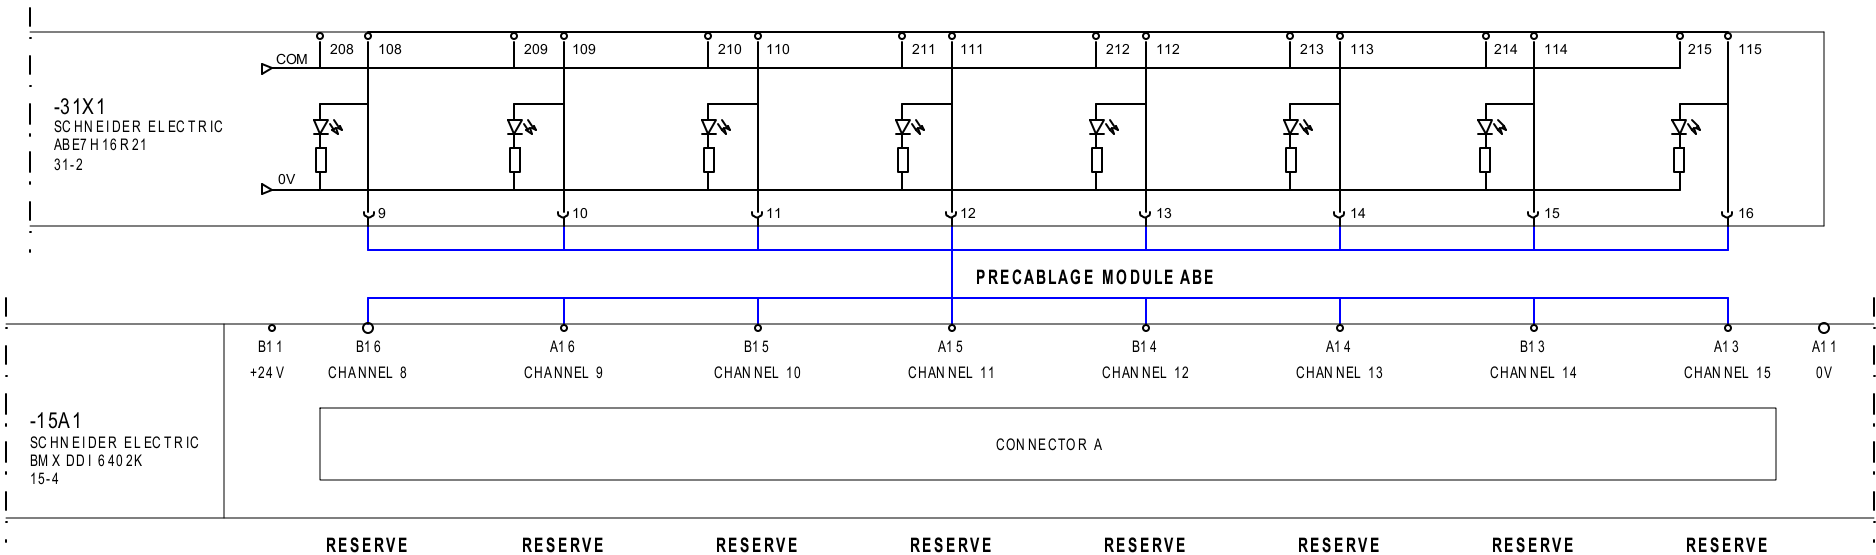 208 108 209 109 210 110 211 111 212 112 213 113 214 114 215 115
COM
-31X1
SCHNEIDER ELECTRIC
ABE7H16R21
31-2
0V
9 10 11 12 13 14 15 16
PRECABLAGE MODULE ABE
B11 B16 A16 B15 A15 B14 A14 B13 A13 A11
+24V CHANNEL 8 CHANNEL 9 CHANNEL 10 CHANNEL 11 CHANNEL 12 CHANNEL 13 CHANNEL 14 CHANNEL 15 0V
-15A1
SCHNEIDER ELECTRIC
BMX DDI 6402K
15-4
CONNECTOR A
RESERVE RESERVE RESERVE RESERVE RESERVE RESERVE RESERVE RESERVE